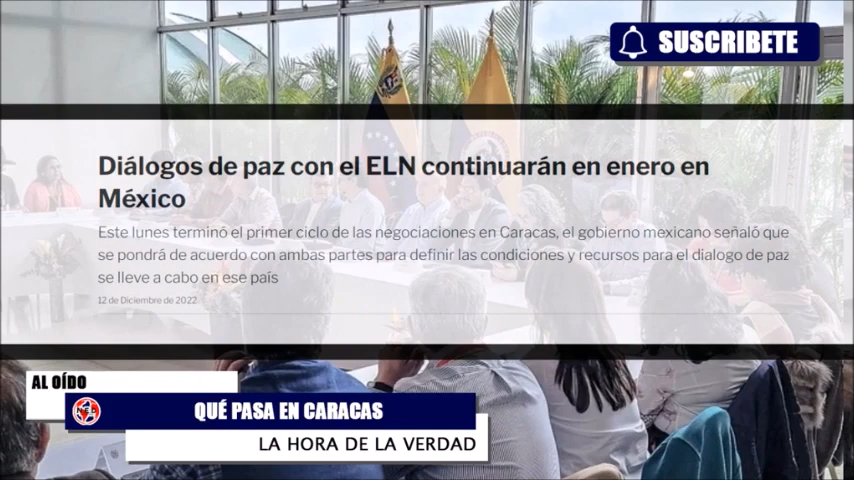 SUSCRIBETE
Diálogos de paz con el ELN continuarán en enero en
México
Este lunes terminó el primer ciclo de las negociaciones en Caracas, el gobierno mexicano señaló que
se pondrá de acuerdo con ambas partes para definir las condiciones y recursos para el dialogo de paz
se lleve a cabo en ese país
12 de Diciembre de 2022
AL OÍDO
QUÉ PASA EN CARACAS
LA HORA DE LA VERDAD